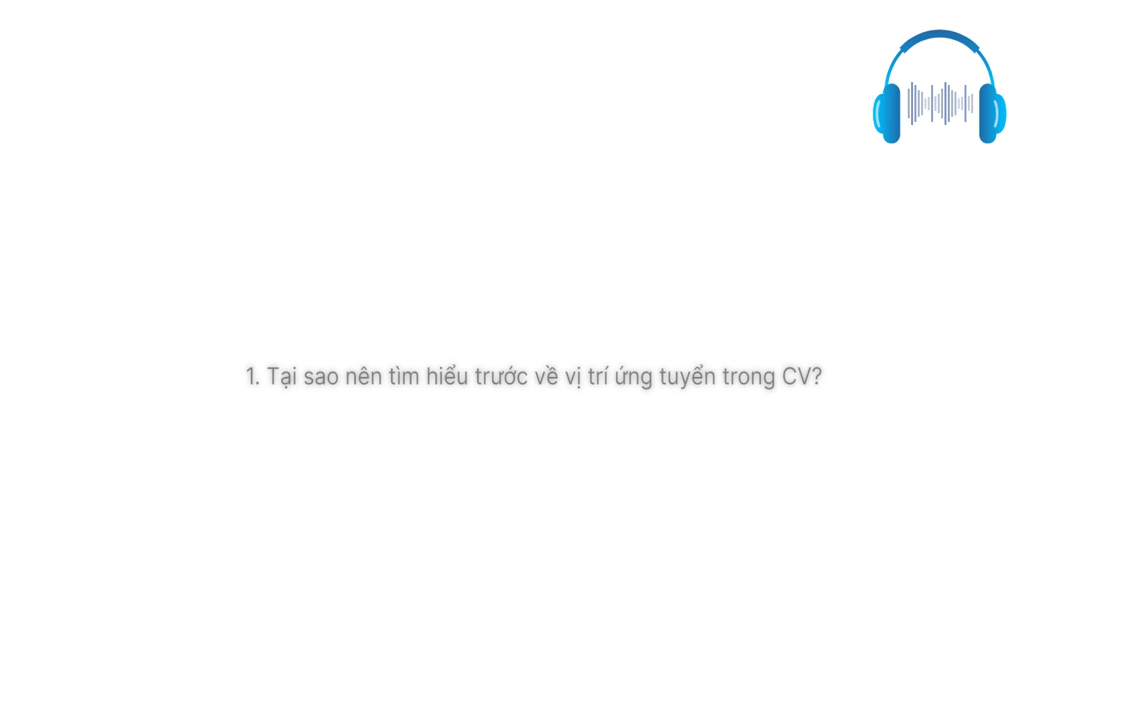 1. Tại sao nên tìm hiểu trước về vị trí ứng tuyển trong CV?